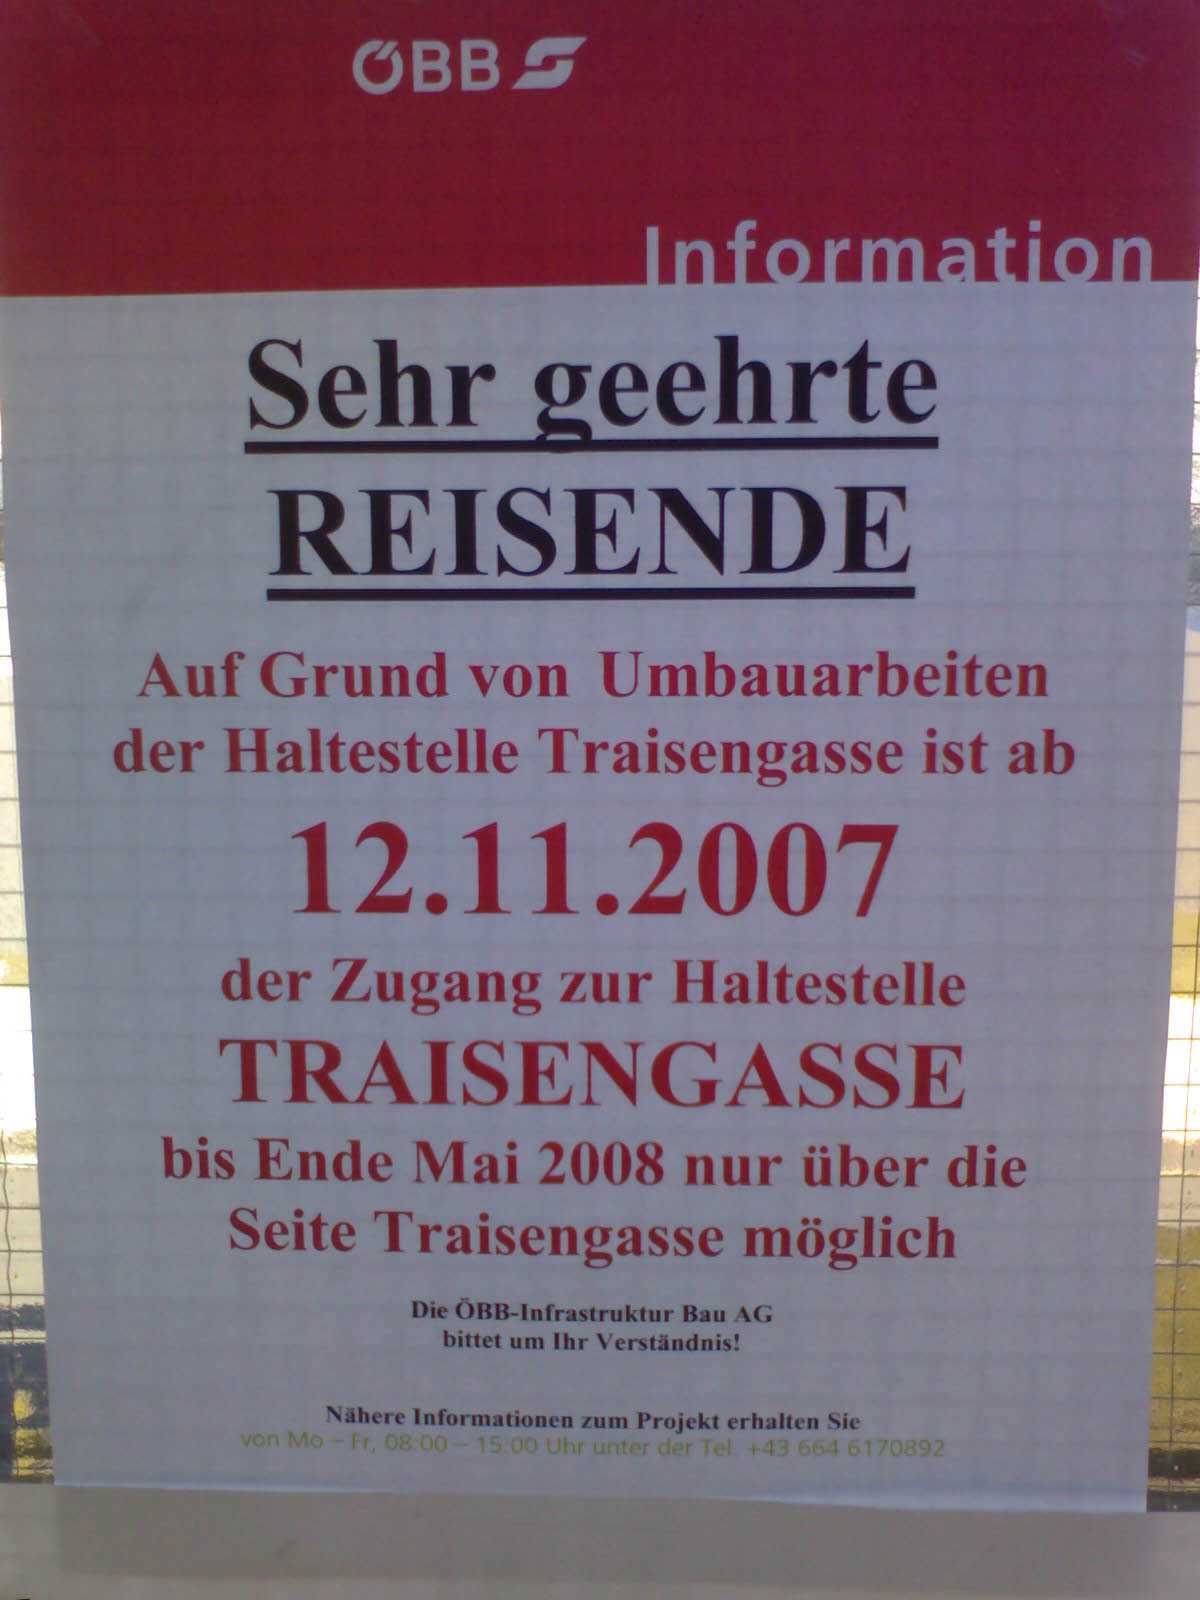 ÖBB
Information
Sehr geehrte
REISENDE
Auf Grund von Umbauarbeiten
der Haltestelle Traisengasse ist ab
12.11.2007
der Zugang zur Haltestelle
TRAISENGASSE
bis Ende Mai 2008 nur über die
Seite Traisengasse möglich
Die ÖBB-Infrastruktur Bau AG
bittet um Ihr Verständnis!
Nähere Informationen zum Projekt erhalten Sie
von Mo – Fr, 08:00 – 15:00 Uhr unter der Tel. +43 664 6170892